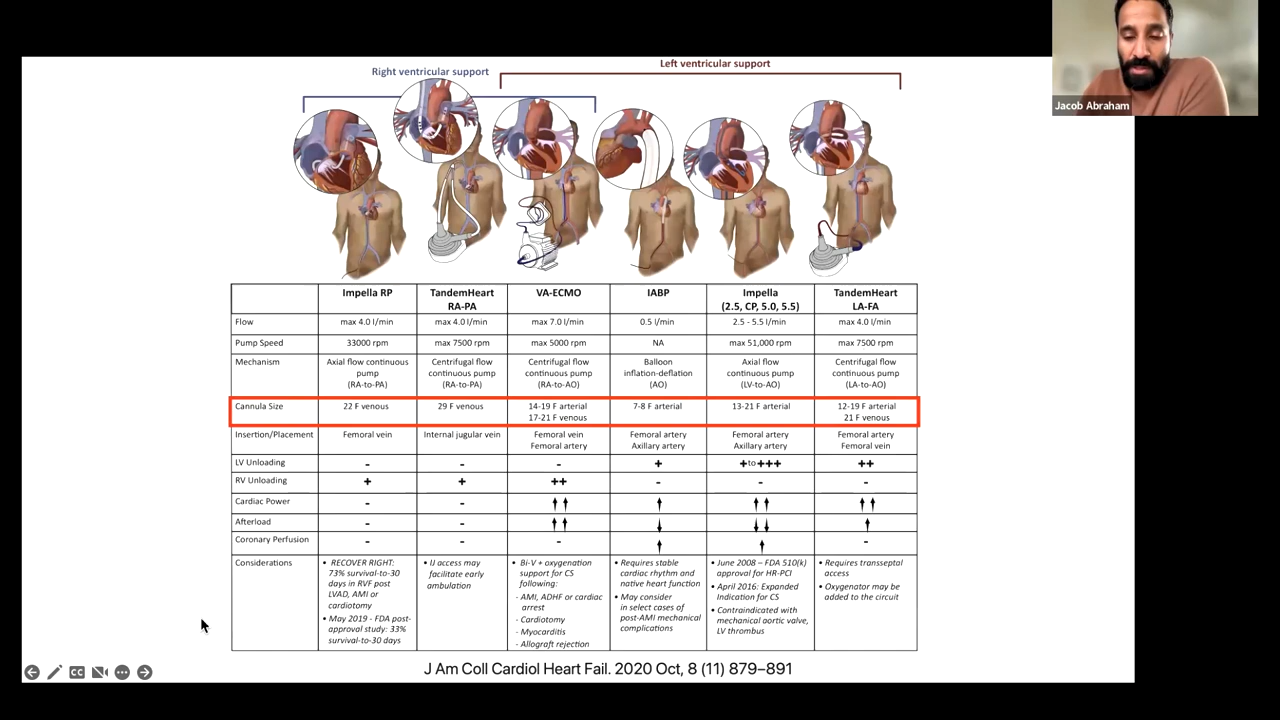 Jacob Abraham
Right ventricular support
Left ventricular support
Impella RP
TandemHeart
RA-PA
VA-ECMO
IABP
Impella
(2.5, CP, 5.0, 5.5)
TandemHeart
LA-FA
Flow
max 4.0 l/min
max 4.0 l/min
max 7.0 l/min
0.5 l/min
2.5 - 5.5 l/min
max 4.0 l/min
Pump Speed
33000 rpm
max 7500 rpm
max 5000 rpm
NA
max 51,000 rpm
max 7500 rpm
Mechanism
Axial flow continuous
pump
(RA-to-PA)
Centrifugal flow
continuous pump
(RA-to-PA)
Centrifugal flow
continuous pump
(RA-to-AO)
Balloon
inflation-deflation
(AO)
Axial flow
continuous pump
(LV-to-AO)
Centrifugal flow
continuous pump
(LA-to-AO)
Cannula Size
22 F venous
29 F venous
14-19 F arterial
17-21 F venous
7-8 F arterial
13-21 F arterial
12-19 F arterial
21 F venous
Insertion/Placement
Femoral vein
Internal jugular vein
Femoral vein
Femoral artery
Femoral artery
Axillary artery
Femoral artery
Axillary artery
Femoral artery
Femoral vein
LV Unloading
-
-
-
+
+to+++
++
RV Unloading
+
+
++
-
-
-
Cardiac Power
-
-
↑↑
↑
↑↑
↑↑
Afterload
-
-
↑↑
↓
↓↓
↑
Coronary Perfusion
-
-
-
↑
↑
-
Considerations
• RECOVER RIGHT:
73% survival-to-30
days in RVF post
LVAD, AMI or
cardiotomy
• May 2019 - FDA post-
approval study: 33%
survival-to-30 days
• IJ access may
facilitate early
ambulation
• Bi-V + oxygenation
support for CS
following:
- AMI, ADHF or cardiac
arrest
- Cardiotomy
- Myocarditis
- Allograft rejection
• Requires stable
cardiac rhythm and
native heart function
• May consider
in select cases of
post-AMI mechanical
complications
• June 2008 – FDA 510(k)
approval for HR-PCI
• April 2016: Expanded
Indication for CS
• Contraindicated with
mechanical aortic valve,
LV thrombus
• Requires transseptal
access
• Oxygenator may be
added to the circuit
CC
J Am Coll Cardiol Heart Fail. 2020 Oct, 8 (11) 879–891